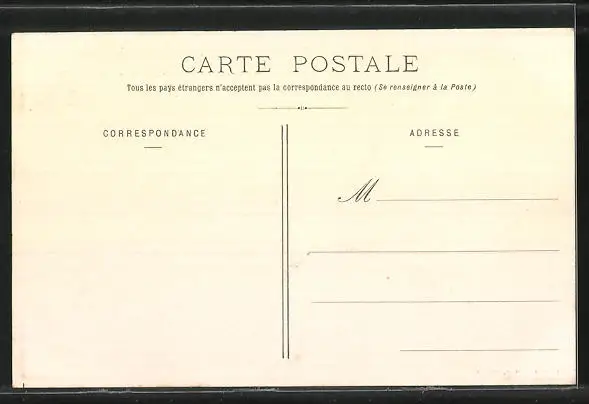 CARTE POSTALE
Tous les pays étrangers n'acceptent pas la correspondance au recto (Se renseigner à la Poste)
CORRESPONDANCE
ADRESSE
M